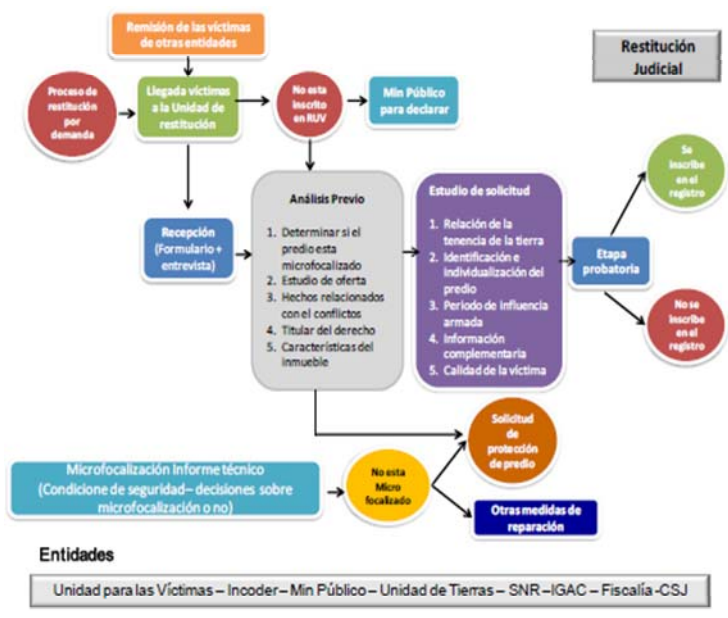 Remisión de las víctimas
de otras entidades
Restitución
Judicial
Proceso de
restitución
por
demanda
Llegada víctimas
a la Unidad de
restitución
No esta
inscrito
en RUV
Min Público
para declarar
Se
inscribe
en el
registro
Recepción
(Formulario +
entrevista)
Análisis Previo
1. Determinar si el
predio esta
microfocalizado
2. Estudio de oferta
3. Hechos relacionados
con el conflictos
4. Titular del derecho
5. Características del
inmueble
Estudio de solicitud
1. Relación de la
tenencia de la tierra
2. Identificación e
individualización del
predio
3. Periodo de influencia
armada
4. Información
complementaria
5. Calidad de la víctima
Etapa
probatoria
No se
inscribe
en el
registro
Solicitud
de
protección
de predio
Microfocalización Informe técnico
(Condicione de seguridad– decisiones sobre
microfocalización o no)
No esta
Micro
focalizado
Otras medidas de
reparación
Entidades
Unidad para las Víctimas – Incoder– Min Público – Unidad de Tierras – SNR –IGAC – Fiscalía -CSJ